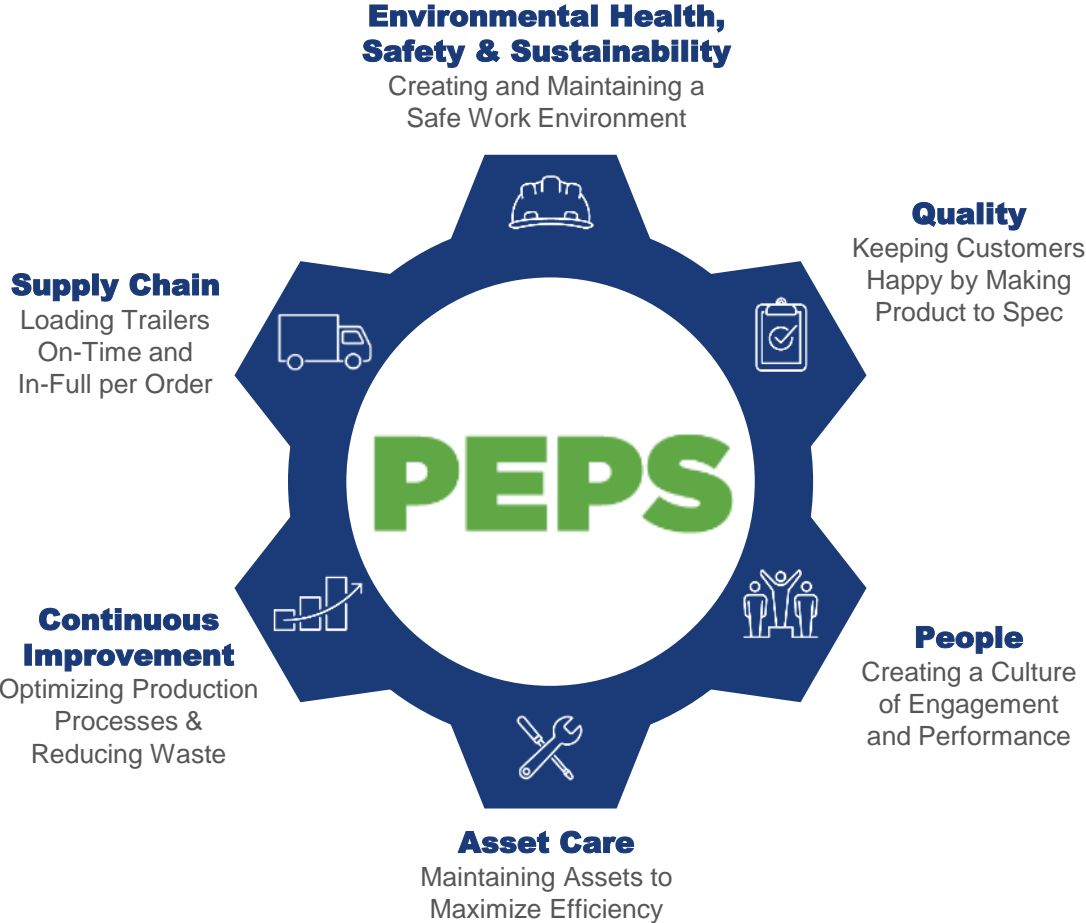 Environmental Health,
Safety & Sustainability
Creating and Maintaining a
Safe Work Environment
Quality
Keeping Customers
Happy by Making
Product to Spec
Supply Chain
Loading Trailers
On-Time and
In-Full per Order
PEPS
Continuous
Improvement
Optimizing Production
Processes &
Reducing Waste
People
Creating a Culture
of Engagement
and Performance
Asset Care
Maintaining Assets to
Maximize Efficiency